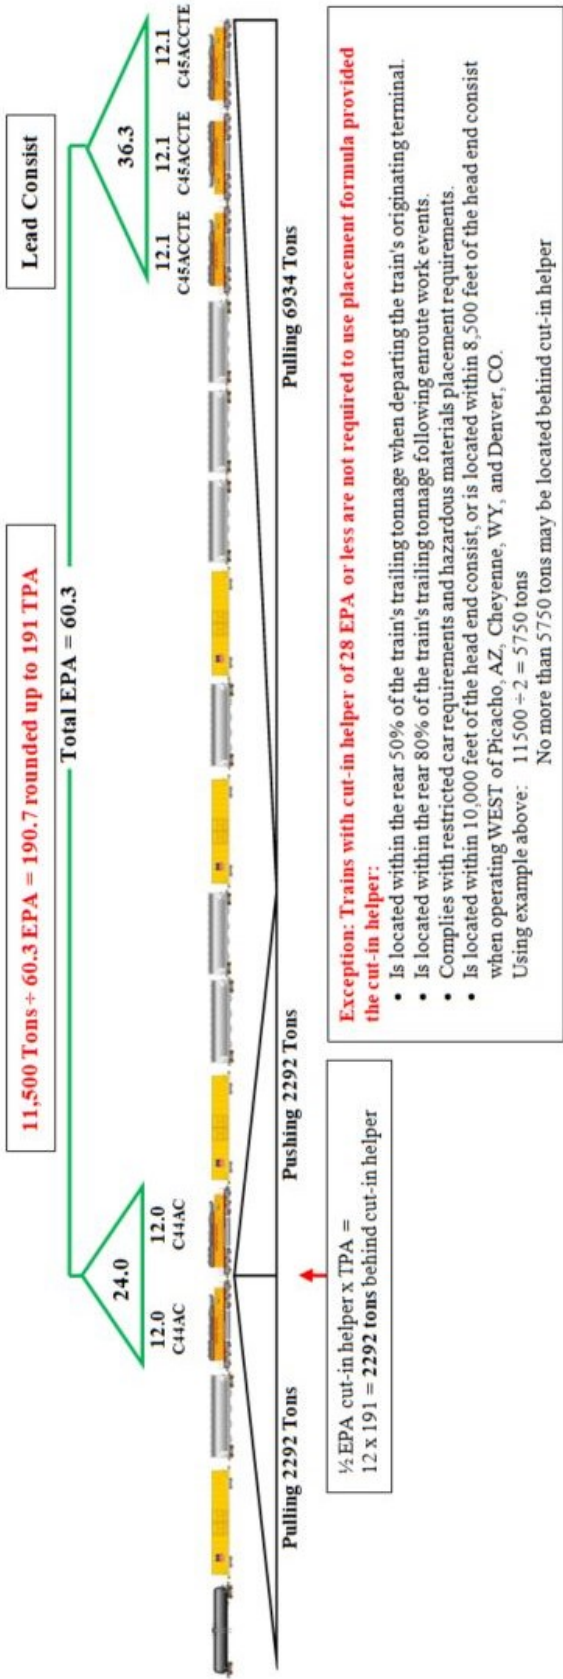 11,500 Tons ÷ 60.3 EPA = 190.7 rounded up to 191 TPA
Lead Consist
Total EPA = 60.3
24.0
36.3
12.0
12.0
12.1
12.1
12.1
C44AC
C44AC
C45ACCTE
C45ACCTE
C45ACCTE
Pulling 2292 Tons
Pushing 2292 Tons
Pulling 6934 Tons
½ EPA cut-in helper x TPA =
12 x 191 = 2292 tons behind cut-in helper
Exception: Trains with cut-in helper of 28 EPA or less are not required to use placement formula provided
the cut-in helper:
• Is located within the rear 50% of the train's trailing tonnage when departing the train's originating terminal.
• Is located within the rear 80% of the train's trailing tonnage following enroute work events.
• Complies with restricted car requirements and hazardous materials placement requirements.
• Is located within 10,000 feet of the head end consist, or is located within 8,500 feet of the head end consist
when operating WEST of Picacho, AZ, Cheyenne, WY, and Denver, CO.
Using example above: 11500 ÷ 2 = 5750 tons
No more than 5750 tons may be located behind cut-in helper